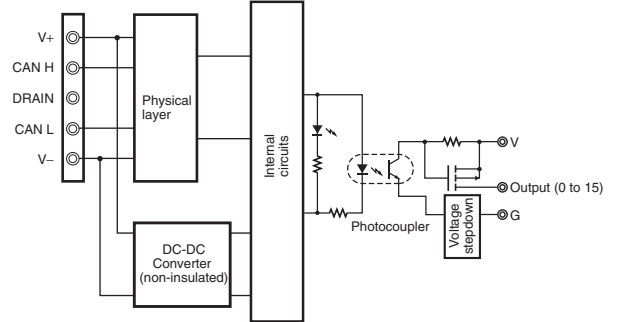 V+
CAN H
DRAIN
CAN L
V−
Physical
layer
DC-DC
Converter
(non-insulated)
Internal
circuits
Photocoupler
Voltage
stepdown
V
Output (0 to 15)
G